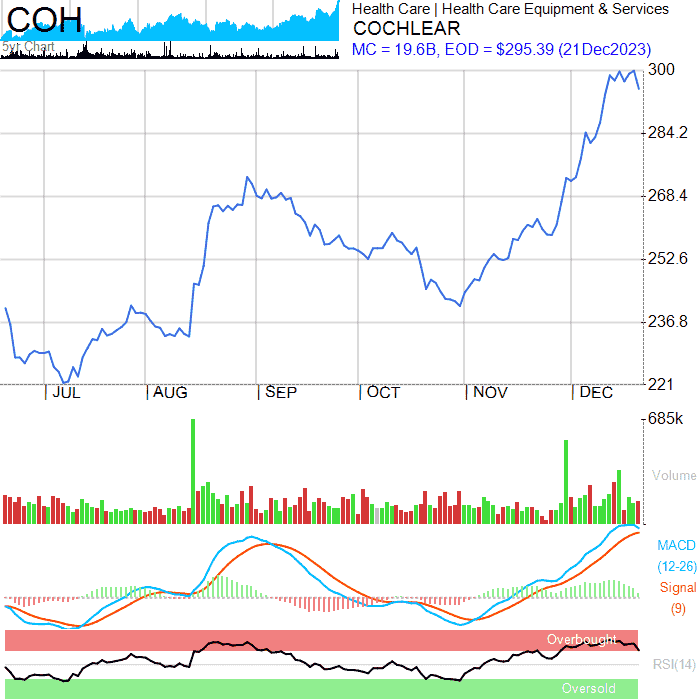 COH
5yr Chart
Health Care | Health Care Equipment & Services
COCHLEAR
MC = 19.6B, EOD = $295.39 (21Dec2023)
300
284.2
268.4
252.6
236.8
221
| JUL | AUG | SEP | OCT | NOV | DEC
685k
Volume
MACD
(12-26)
Signal
(9)
Overbought
RSI(14)
Oversold